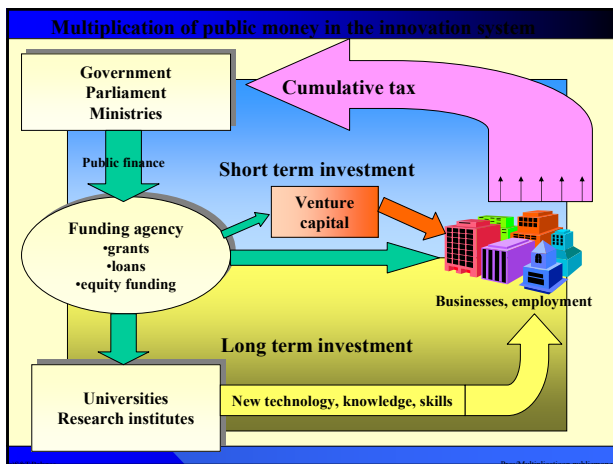 Multiplication of public money in the innovation system
Government
Parliament
Ministries
Cumulative tax
Public finance
Short term investment
Venture
capital
Funding agency
•grants
•loans
•equity funding
Businesses, employment
Long term investment
Universities
Research institutes
New technology, knowledge, skills